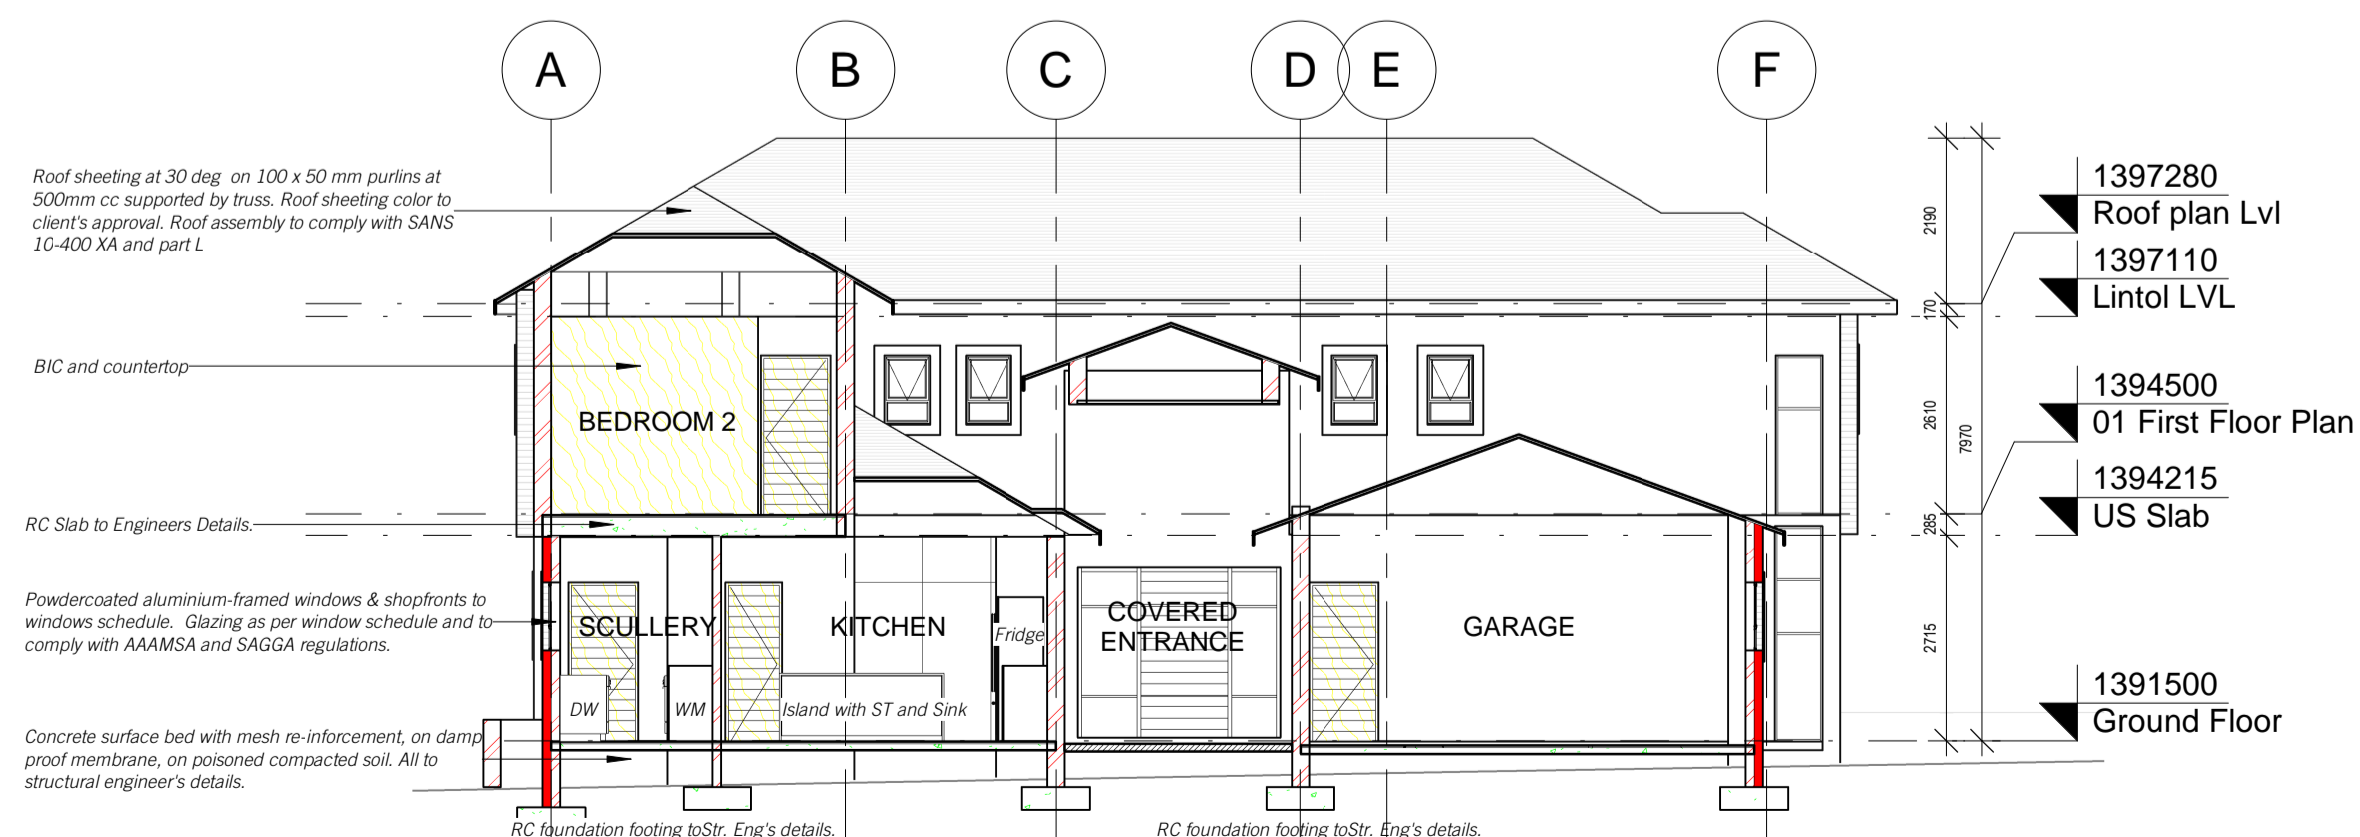 A
B
C
D
E
F
Roof sheeting at 30 deg on 100 x 50 mm purlins at
500mm cc supported by truss. Roof sheeting color to
client's approval. Roof assembly to comply with SANS
10-400 XA and part L
BIC and countertop
RC Slab to Engineers Details.
Powdercoated aluminium-framed windows & shopfronts to
windows schedule. Glazing as per window schedule and to
comply with AAAMSA and SAGGA regulations.
Concrete surface bed with mesh re-inforcement, on damp
proof membrane, on poisoned compacted soil. All to
structural engineer's details.
BEDROOM 2
SCULLERY
KITCHEN
Fridge
COVERED
ENTRANCE
GARAGE
DW
WM
Island with ST and Sink
RC foundation footing toStr. Eng's details.
RC foundation footing toStr. Eng's details.
2190
170
2610
7970
285
2715
1397280
Roof plan Lvl
1397110
Lintol LVL
1394500
01 First Floor Plan
1394215
US Slab
1391500
Ground Floor